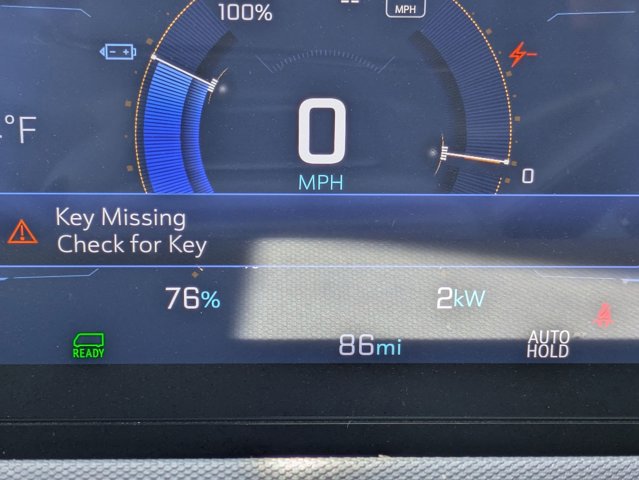 100%
MPH
°F
0
MPH
0
Key Missing
Check for Key
76%
2kW
READY
86mi
AUTO
HOLD